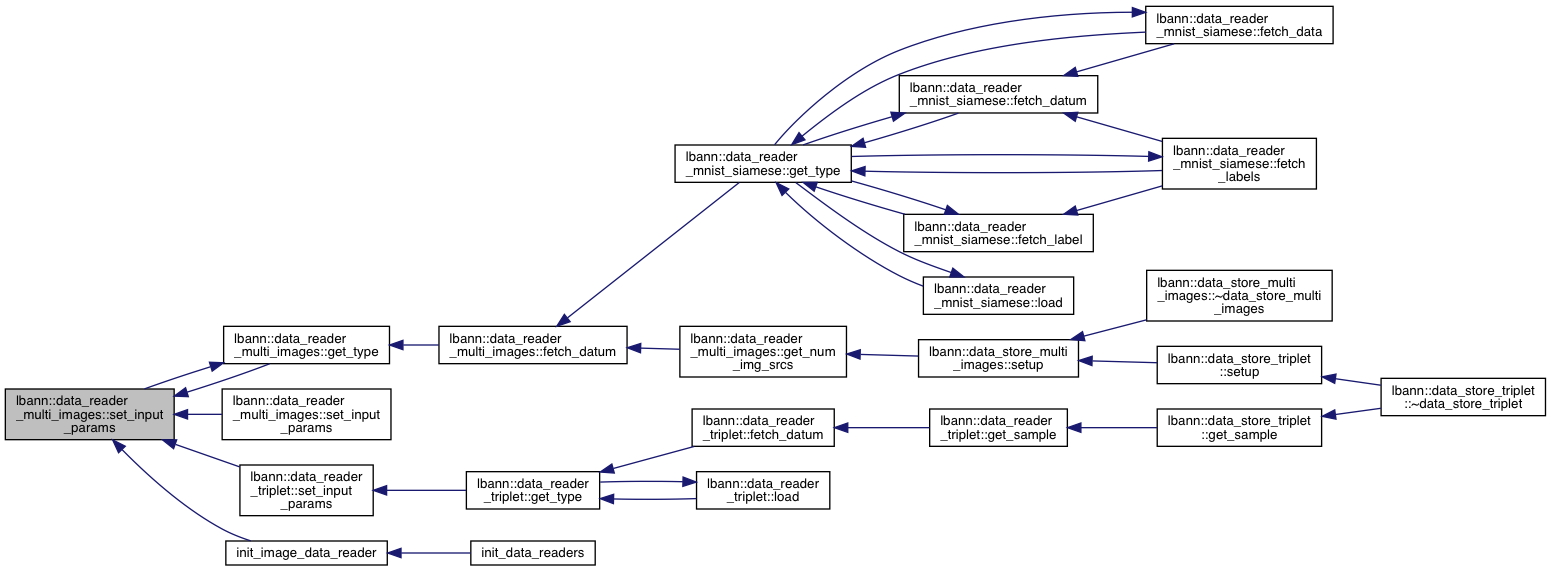 lbann::data_reader
_mnist_siamese::fetch_data
lbann::data_reader
_mnist_siamese::fetch_datum
lbann::data_reader
_mnist_siamese::get_type
lbann::data_reader
_mnist_siamese::fetch
_labels
lbann::data_reader
_mnist_siamese::fetch_label
lbann::data_reader
_mnist_siamese::load
lbann::data_store_multi
_images::~data_store_multi
_images
lbann::data_reader
_multi_images::get_type
lbann::data_reader
_multi_images::fetch_datum
lbann::data_reader
_multi_images::get_num
_img_srcs
lbann::data_store_multi
_images::setup
lbann::data_store_triplet
::setup
lbann::data_store_triplet
::~data_store_triplet
lbann::data_reader
_multi_images::set_input
_params
lbann::data_reader
_multi_images::set_input
_params
lbann::data_reader
_triplet::fetch_datum
lbann::data_reader
_triplet::get_sample
lbann::data_store_triplet
::get_sample
lbann::data_reader
_triplet::set_input
_params
lbann::data_reader
_triplet::get_type
lbann::data_reader
_triplet::load
init_image_data_reader
init_data_readers